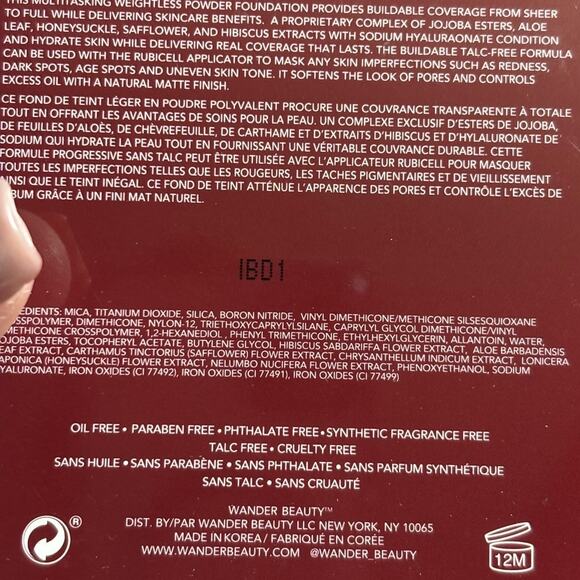 THIS MULTITASKING WEIGHTLESS POWDER FOUNDATION PROVIDES BUILDABLE COVERAGE FROM SHEER
TO FULL WHILE DELIVERING SKINCARE BENEFITS. A PROPRIETARY COMPLEX OF JOJOBA ESTERS, ALOE
LEAF, HONEYSUCKLE, SAFFLOWER, AND HIBISCUS EXTRACTS WITH SODIUM HYALURAONATE CONDITION
AND HYDRATE SKIN WHILE DELIVERING REAL COVERAGE THAT LASTS. THE BUILDABLE TALC-FREE FORMULA
CAN BE USED WITH THE RUBICELL APPLICATOR TO MASK ANY SKIN IMPERFECTIONS SUCH AS REDNESS,
DARK SPOTS, AGE SPOTS AND UNEVEN SKIN TONE. IT SOFTENS THE LOOK OF PORES AND CONTROLS
EXCESS OIL WITH A NATURAL MATTE FINISH.
CE FOND DE TEINT LÉGER EN POUDRE POLYVALENT PROCURE UNE COUVRANCE TRANSPARENTE À TOTALE
TOUT EN OFFRANT LES AVANTAGES DE SOINS POUR LA PEAU. UN COMPLEXE EXCLUSIF D'ESTERS DE JOJOBA,
DE FEUILLES D'ALOÈS, DE CHÈVREFEUILLE, DE CARTHAME ET D'EXTRAITS D'HIBISCUS ET D'HYLALURONATE DE
SODIUM QUI HYDRATE LA PEAU TOUT EN FOURNISSANT UNE VÉRITABLE COUVRANCE DURABLE. CETTE
FORMULE PROGRESSIVE SANS TALC PEUT ÊTRE UTILISÉE AVEC L'APPLICATEUR RUBICELL POUR MASQUER
TOUTES LES IMPERFECTIONS TELLES QUE LES ROUGEURS, LES TACHES PIGMENTAIRES ET DE VIEILLISSEMENT
AINSI QUE LE TEINT INÉGAL. CE FOND DE TEINT ATTÉNUE L'APPARENCE DES PORES ET CONTRÔLE L'EXCÈS DE
BUM GRÂCE À UN FINI MAT NATUREL.
IBD1
EDIENTS: MICA, TITANIUM DIOXIDE, SILICA, BORON NITRIDE, VINYL DIMETHICONE/METHICONE SILSESQUIOXANE
OSSPOLYMER, DIMETHICONE, NYLON-12, TRIETHOXYCAPRYLYLSILANE, CAPRYLYL GLYCOL DIMETHICONE/VINYL
METHICONE CROSSPOLYMER, 1,2-HEXANEDIOL, PHENYL TRIMETHICONE, ETHYLHEXYLGLYCERIN, ALLANTOIN, WATER,
JOJOBA ESTERS, TOCOPHERYL ACETATE, BUTYLENE GLYCOL, HIBISCUS SABDARIFFA FLOWER EXTRACT, ALOE BARBADENSIS
LEAF EXTRACT, CARTHAMUS TINCTORIUS (SAFFLOWER) FLOWER EXTRACT, CHRYSANTHELLUM INDICUM EXTRACT, LONICERA
APONICA (HONEYSUCKLE) FLOWER EXTRACT, NELUMBO NUCIFERA FLOWER EXTRACT, PHENOXYETHANOL, SODIUM
YALURONATE, IRON OXIDES (CI 77492), IRON OXIDES (CI 77491), IRON OXIDES (CI 77499)
OIL FREE • PARABEN FREE • PHTHALATE FREE • SYNTHETIC FRAGRANCE FREE
TALC FREE • CRUELTY FREE
SANS HUILE • SANS PARABÈNE • SANS PHTHALATE • SANS PARFUM SYNTHÉTIQUE
SANS TALC • SANS CRUAUTÉ
WANDER BEAUTY™
DIST. BY/PAR WANDER BEAUTY LLC NEW YORK, NY 10065
MADE IN KOREA / FABRIQUÉ EN CORÉE
WWW.WANDERBEAUTY.COM @WANDER_BEAUTY
®
12M